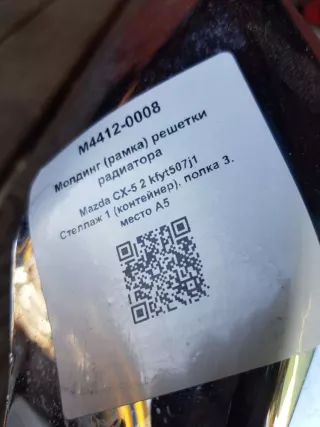 M4412-0008
Молдинг (рамка) решетки
радиатора
Mazda CX-5 2 kfyt507j1
Стеллаж 1 (контейнер), полка 3.
место A5